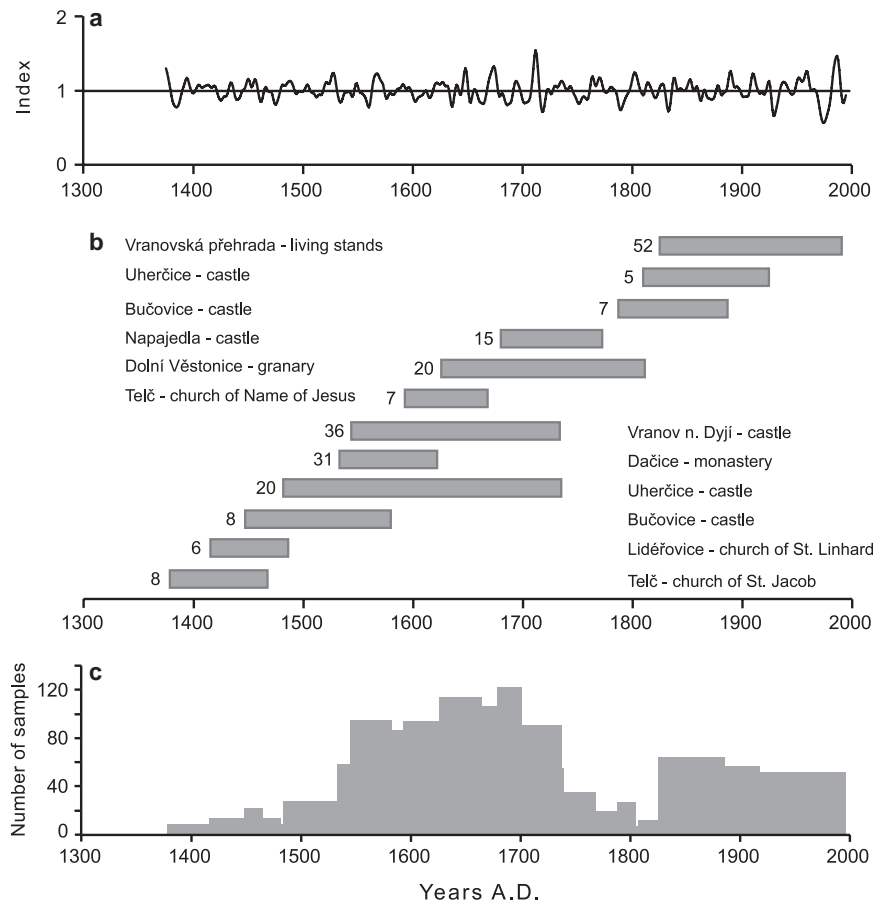 a
2
1
0
Index
1300 1400 1500 1600 1700 1800 1900 2000
b
Vranovská přehrada - living stands 52
Uherčice - castle 5
Bučovice - castle 7
Napajedla - castle 15
Dolní Věstonice - granary 20
Telč - church of Name of Jesus 7
36 Vranov n. Dyjí - castle
31 Dačice - monastery
20 Uherčice - castle
8 Bučovice - castle
6 Lidéřovice - church of St. Linhard
8 Telč - church of St. Jacob
1300 1400 1500 1600 1700 1800 1900 2000
c
120
80
40
0
Number of samples
1300 1400 1500 1600 1700 1800 1900 2000
Years A.D.